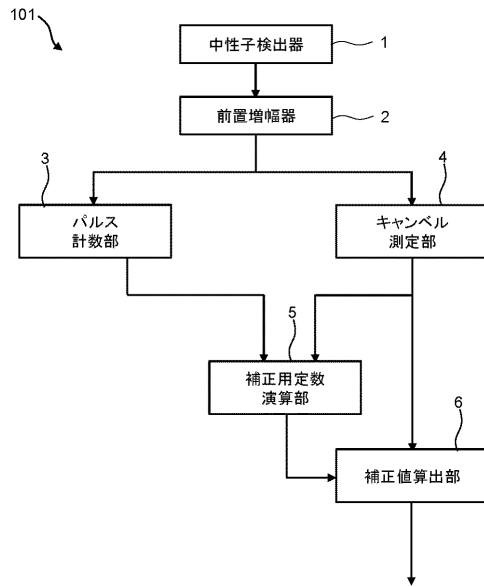 101
中性子検出器
1
前置増幅器
2
3
4
パルス
計数部
キャンベル
測定部
5
補正用定数
演算部
6
補正値算出部